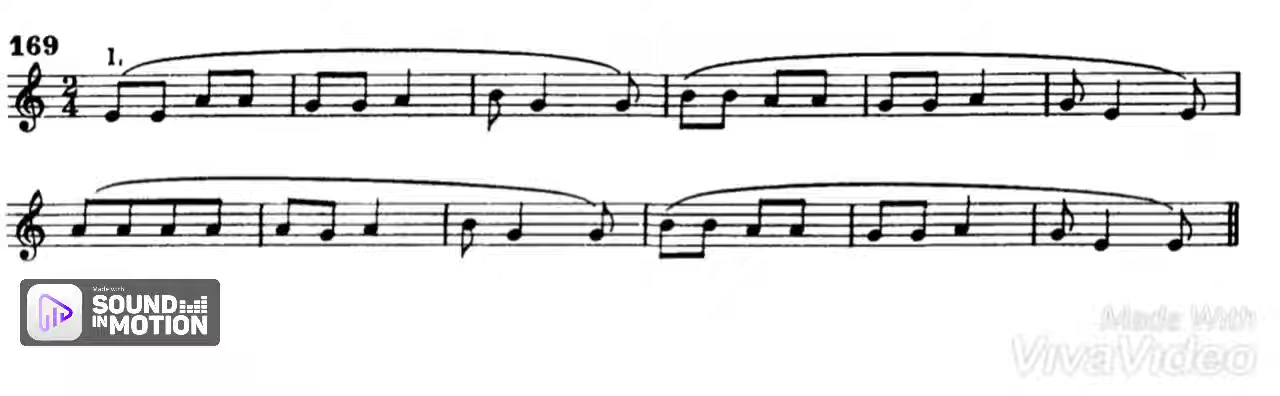 169
1.
2
4
Made with
SOUND
IN MOTION
Made With
VivaVideo